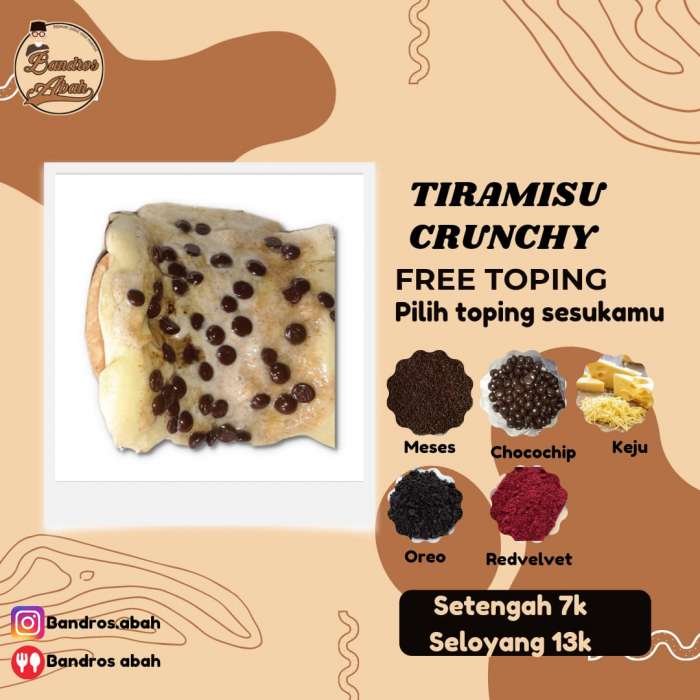 Bandros
Abah
TIRAMISU
CRUNCHY
FREE TOPING
Pilih toping sesukamu
Meses
Chocochip
Keju
Oreo
Redvelvet
Setengah 7k
Seloyang 13k
Bandros.abah
Bandros abah